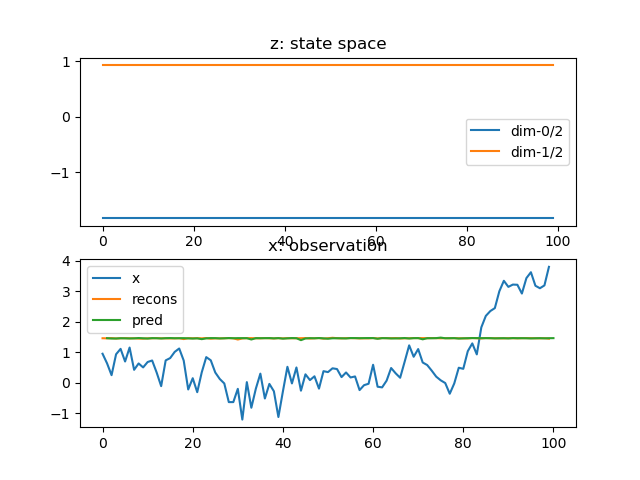 z: state space
1
0
−1
dim-0/2
dim-1/2
0 20 40 60 80 100
x: observation
4
3
2
1
0
−1
x
recons
pred
0 20 40 60 80 100